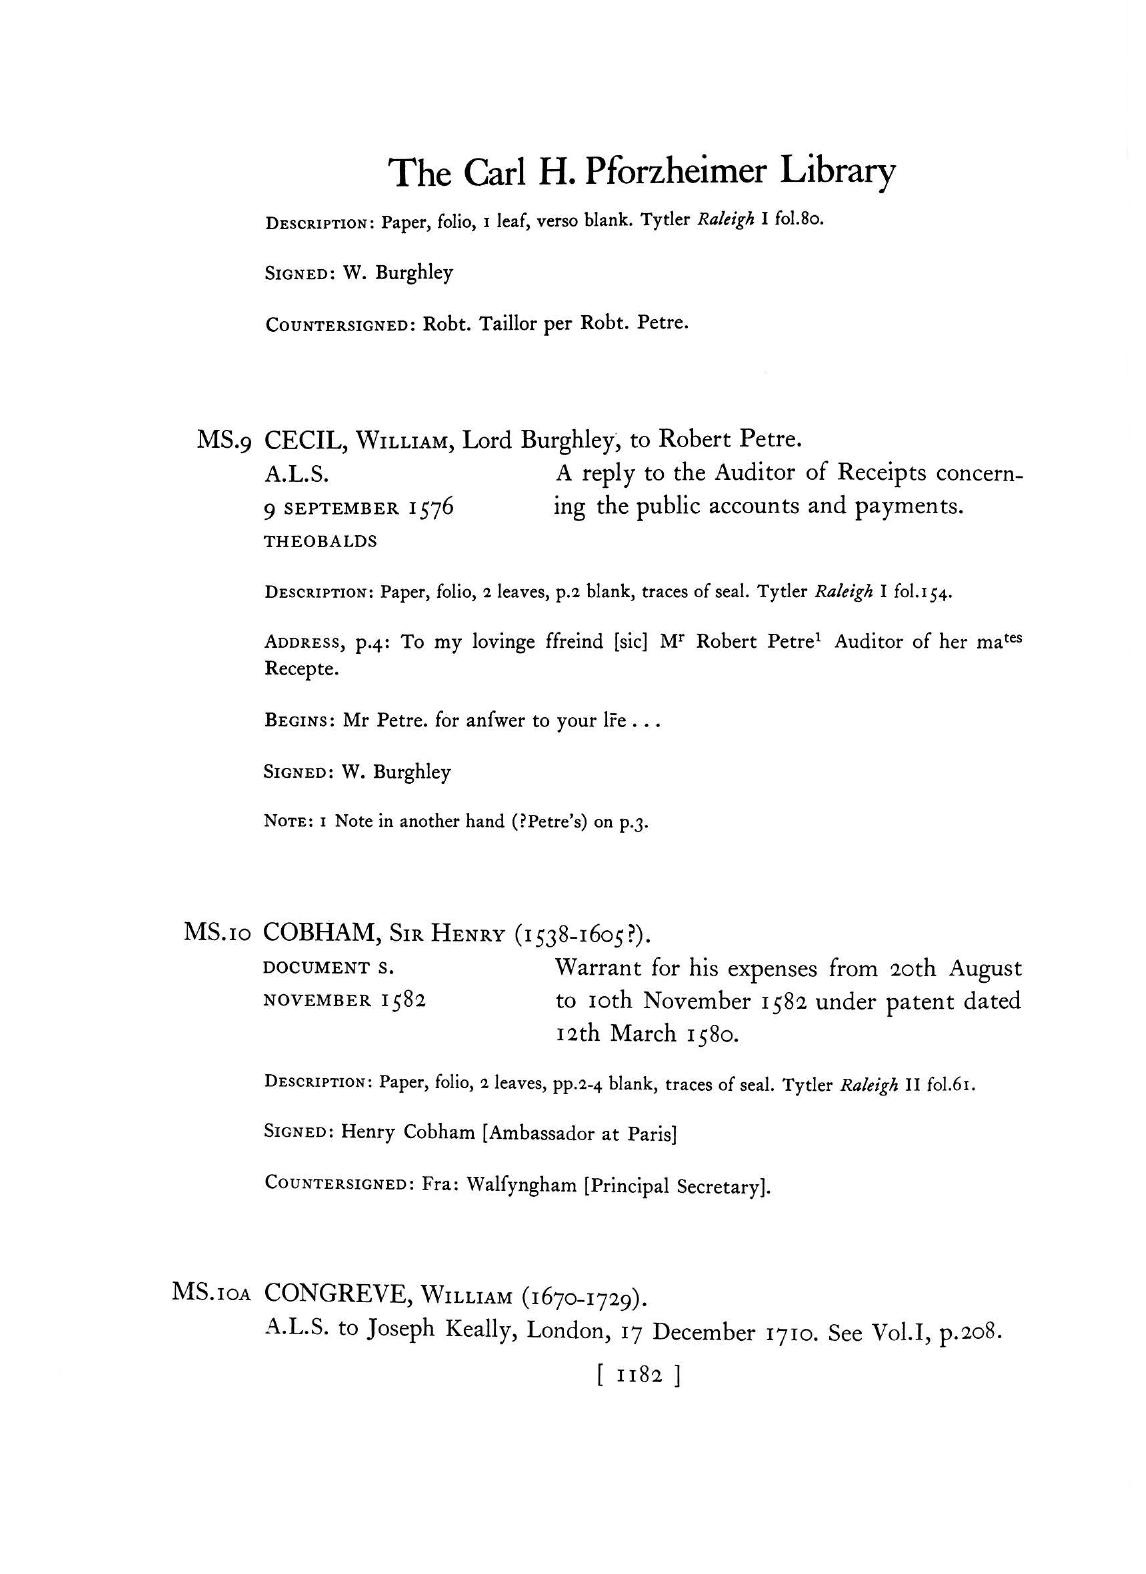 The Carl H. Pforzheimer Library
DESCRIPTION: Paper, folio, 1 leaf, verso blank. Tytler Raleigh I fol.80.
SIGNED: W. Burghley
COUNTERSIGNED: Robt. Taillor per Robt. Petre.
MS.9 CECIL, WILLIAM, Lord Burghley, to Robert Petre.
A.L.S. A reply to the Auditor of Receipts concern-
9 SEPTEMBER 1576 ing the public accounts and payments.
THEOBALDS
DESCRIPTION: Paper, folio, 2 leaves, p.2 blank, traces of seal. Tytler Raleigh I fol.154.
ADDRESS, p.4: To my lovinge ffreind [sic] Mʳ Robert Petre¹ Auditor of her maᵗᵉˢ
Recepte.
BEGINS: Mr Petre. for anſwer to your lr̃e . . .
SIGNED: W. Burghley
NOTE: 1 Note in another hand (?Petre's) on p.3.
MS.10 COBHAM, SIR HENRY (1538-1605?).
DOCUMENT S. Warrant for his expenses from 20th August
NOVEMBER 1582 to 10th November 1582 under patent dated
12th March 1580.
DESCRIPTION: Paper, folio, 2 leaves, pp.2-4 blank, traces of seal. Tytler Raleigh II fol.61.
SIGNED: Henry Cobham [Ambassador at Paris]
COUNTERSIGNED: Fra: Walſyngham [Principal Secretary].
MS.10A CONGREVE, WILLIAM (1670-1729).
A.L.S. to Joseph Keally, London, 17 December 1710. See Vol.I, p.208.
[ 1182 ]